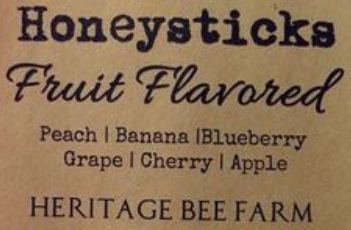 Honeysticks
Fruit Flavored
Peach | Banana |Blueberry
Grape | Cherry | Apple
HERITAGE BEE FARM